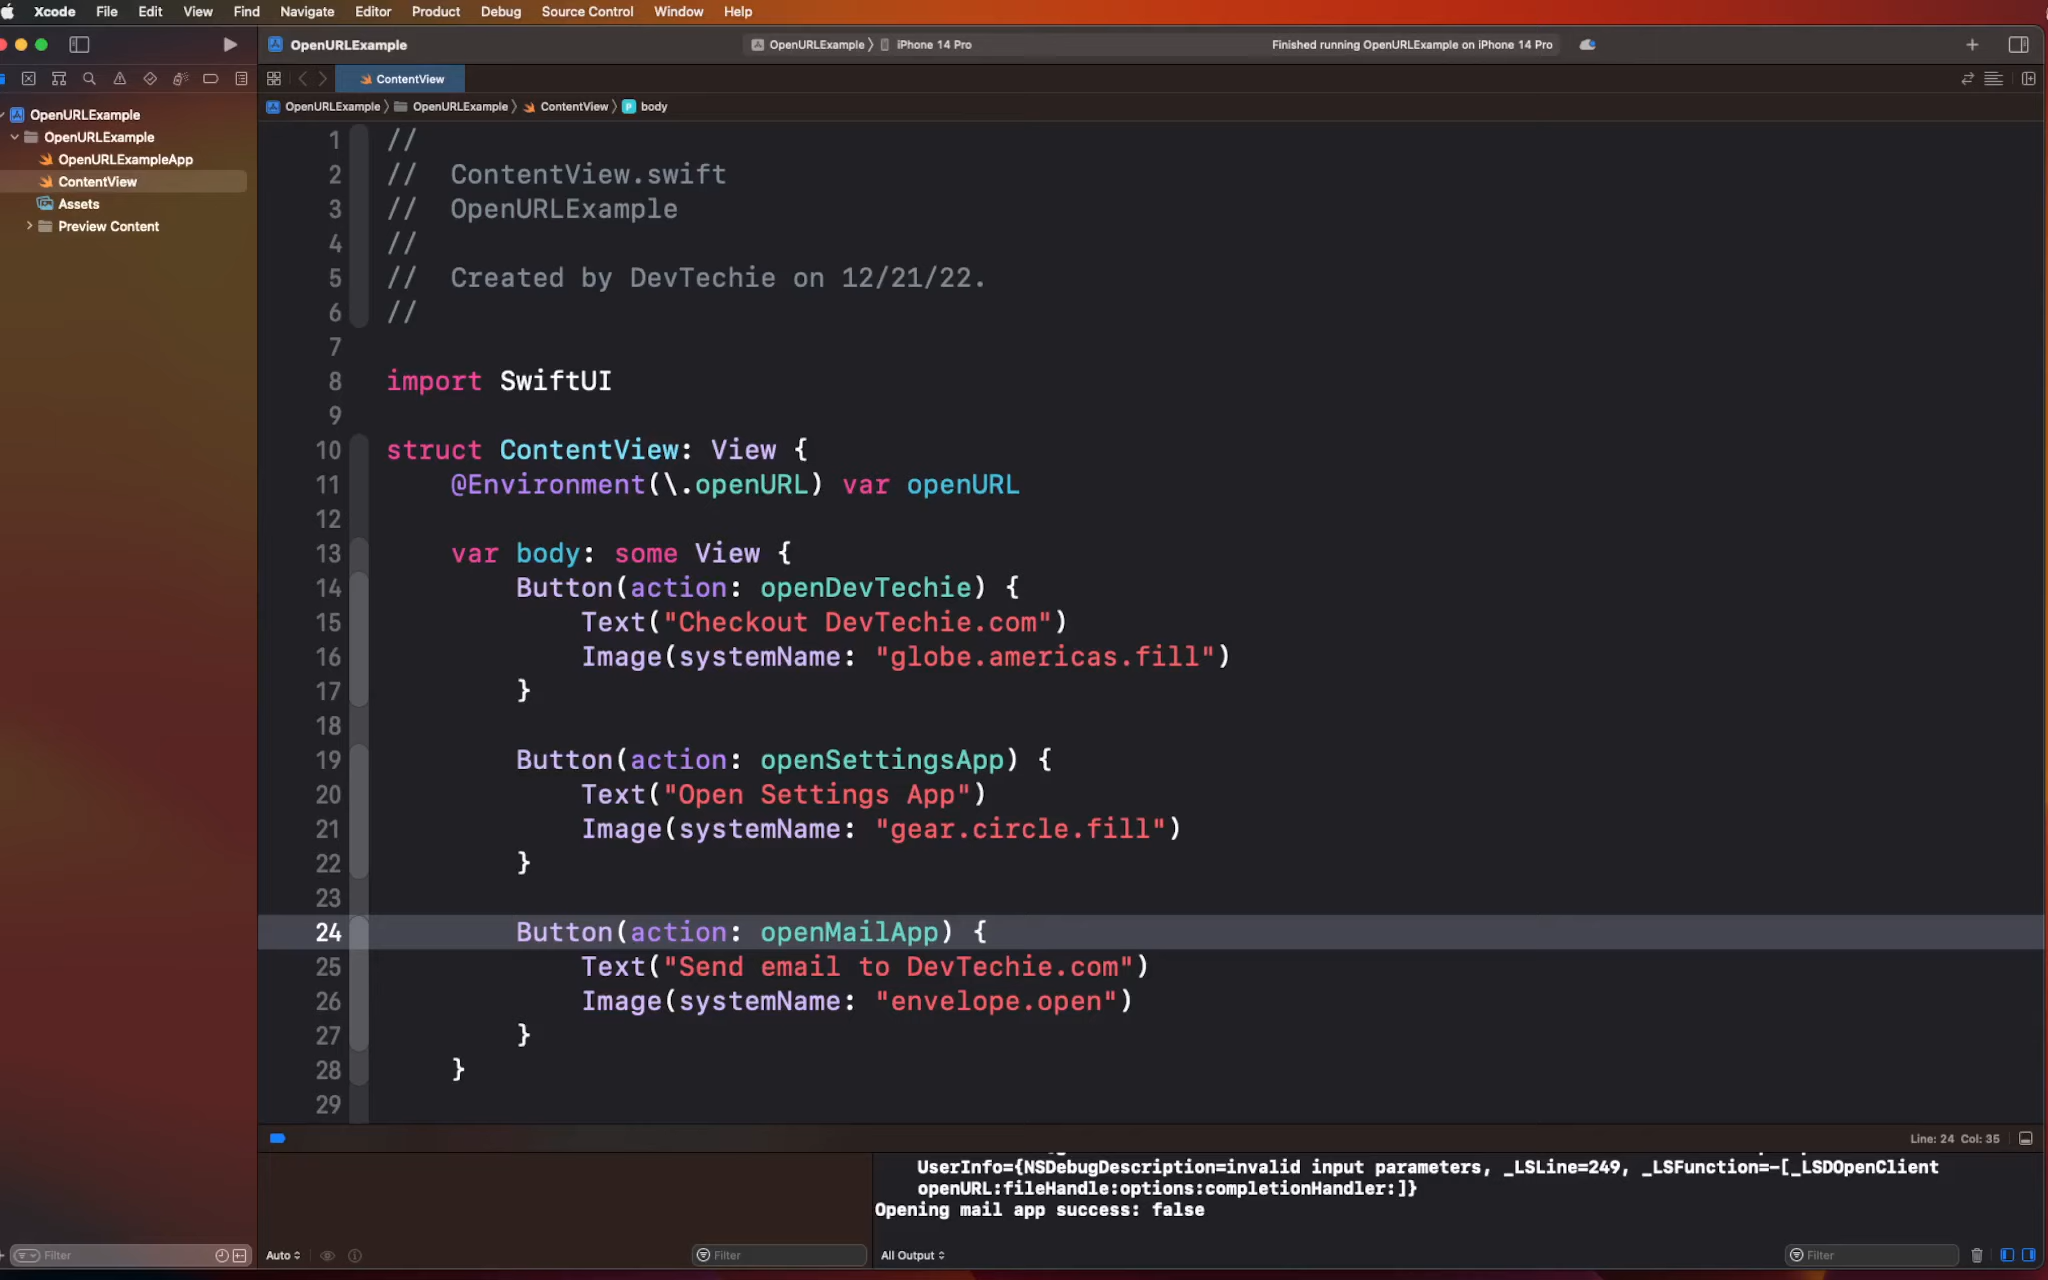 Xcode File Edit View Find Navigate Editor Product Debug Source Control Window Help
OpenURLExample
OpenURLExample 〉 iPhone 14 Pro
Finished running OpenURLExample on iPhone 14 Pro
ContentView
OpenURLExample 〉 OpenURLExample 〉 ContentView 〉 P body
OpenURLExample
OpenURLExample
OpenURLExampleApp
ContentView
Assets
Preview Content
1 //
2 //  ContentView.swift
3 //  OpenURLExample
4 //
5 //  Created by DevTechie on 12/21/22.
6 //
7
8 import SwiftUI
9
10 struct ContentView: View {
11     @Environment(\.openURL) var openURL
12
13     var body: some View {
14         Button(action: openDevTechie) {
15             Text("Checkout DevTechie.com")
16             Image(systemName: "globe.americas.fill")
17         }
18
19         Button(action: openSettingsApp) {
20             Text("Open Settings App")
21             Image(systemName: "gear.circle.fill")
22         }
23
24         Button(action: openMailApp) {
25             Text("Send email to DevTechie.com")
26             Image(systemName: "envelope.open")
27         }
28     }
29
Line: 24 Col: 35
UserInfo={NSDebugDescription=invalid input parameters, _LSLine=249, _LSFunction=-[_LSDOpenClient
openURL:fileHandle:options:completionHandler:]}
Opening mail app success: false
Filter
Auto
Filter
All Output
Filter